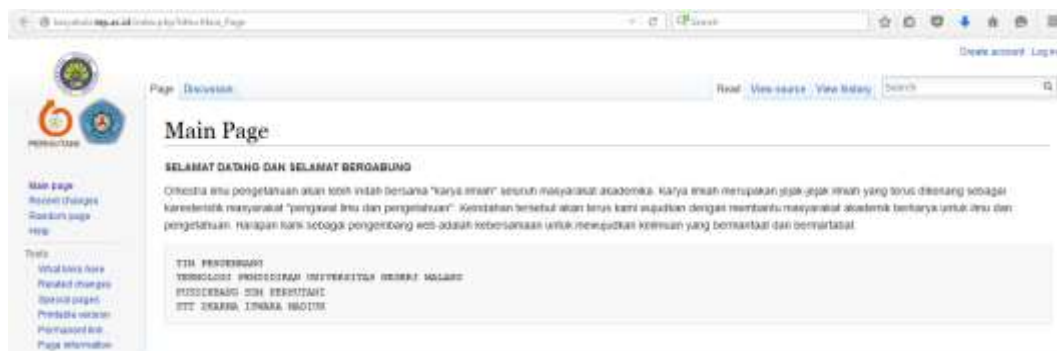 Create account Log in
Page Discussion
Read View source View history Search
PERHUTANI
Main Page
SELAMAT DATANG DAN SELAMAT BERGABUNG
Orkestra ilmu pengetahuan akan lebih indah bersama "karya ilmiah" seluruh masyarakat akademika. Karya ilmiah merupakan jejak-jejak ilmiah yang terus dikenang sebagai
karesteristik masyarakat "pengawal ilmu dan pengetahuan". Keindahan tersebut akan terus kami wujudkan dengan membantu masyarakat akademik berkarya untuk ilmu dan
pengetahuan. Harapan kami sebagai pengembang web adalah kebersamaan untuk mewujudkan keilmuan yang bermanfaat dan bermartabat.
TIM PENGEMBANG
TEKNOLOGI PENDIDIKAN UNIVERSITAS NEGERI MALANG
PUSDIKBANG SDM PERHUTANI
STT DHARMA ISWARA MADIUN
Main page
Recent changes
Random page
Help
Tools
What links here
Related changes
Special pages
Printable version
Permanent link
Page information